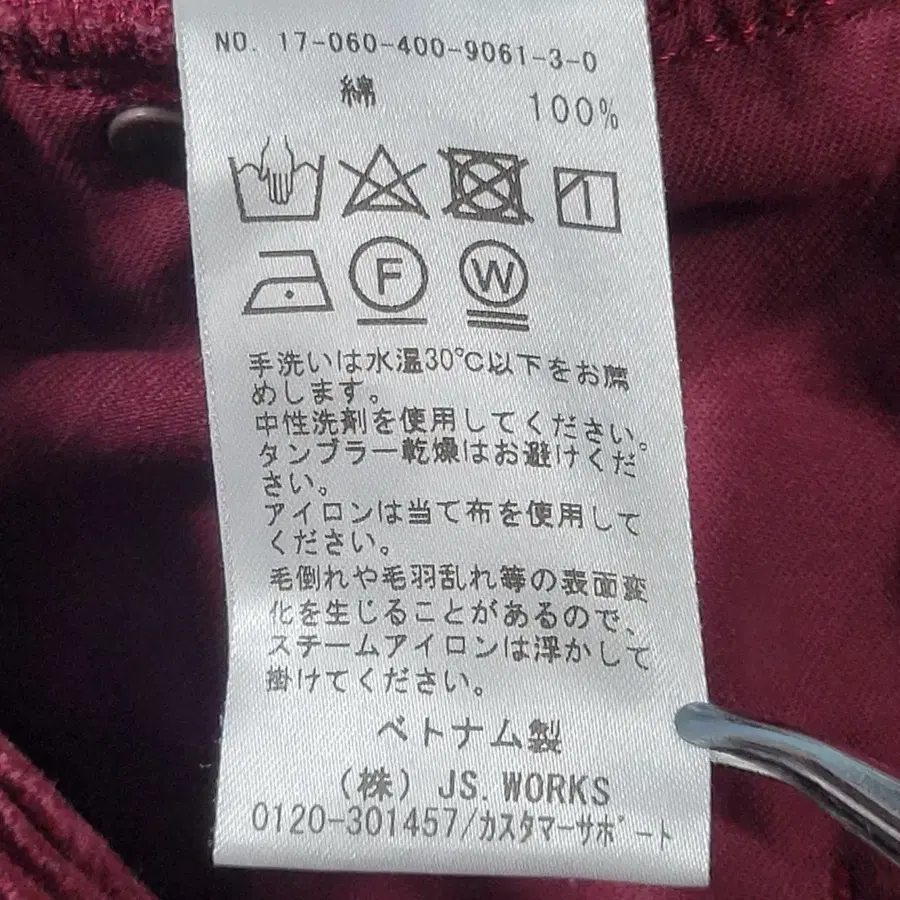 NO. 17-060-400-9061-3-0
綿 100%
F W
手洗いは水温30℃以下をお薦
めします。
中性洗剤を使用してください。
タンブラー乾燥はお避けくだ
さい。
アイロンは当て布を使用して
ください。
毛倒れや毛羽乱れ等の表面変
化を生じることがあるので、
スチームアイロンは浮かして
掛けてください。
ベトナム製
(株) JS.WORKS
0120-301457/カスタマーサポート